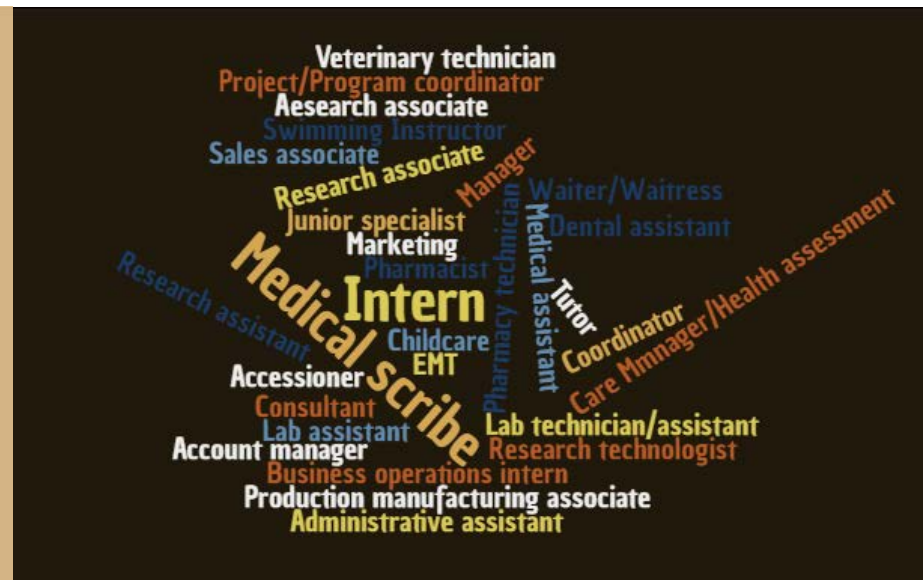 Veterinary technician
Project/Program coordinator
Aesearch associate
Swimming Instructor
Sales associate
Research associate
Manager
Waiter/Waitress
Junior specialist
Dental assistant
Marketing
Pharmacist
Pharmacy technician
Medical assistant
Research assistant
Medical scribe
Intern
Tutor
Childcare
EMT
Coordinator
Care Mmnager/Health assessment
Accessioner
Consultant
Lab assistant
Lab technician/assistant
Account manager
Research technologist
Business operations intern
Production manufacturing associate
Administrative assistant